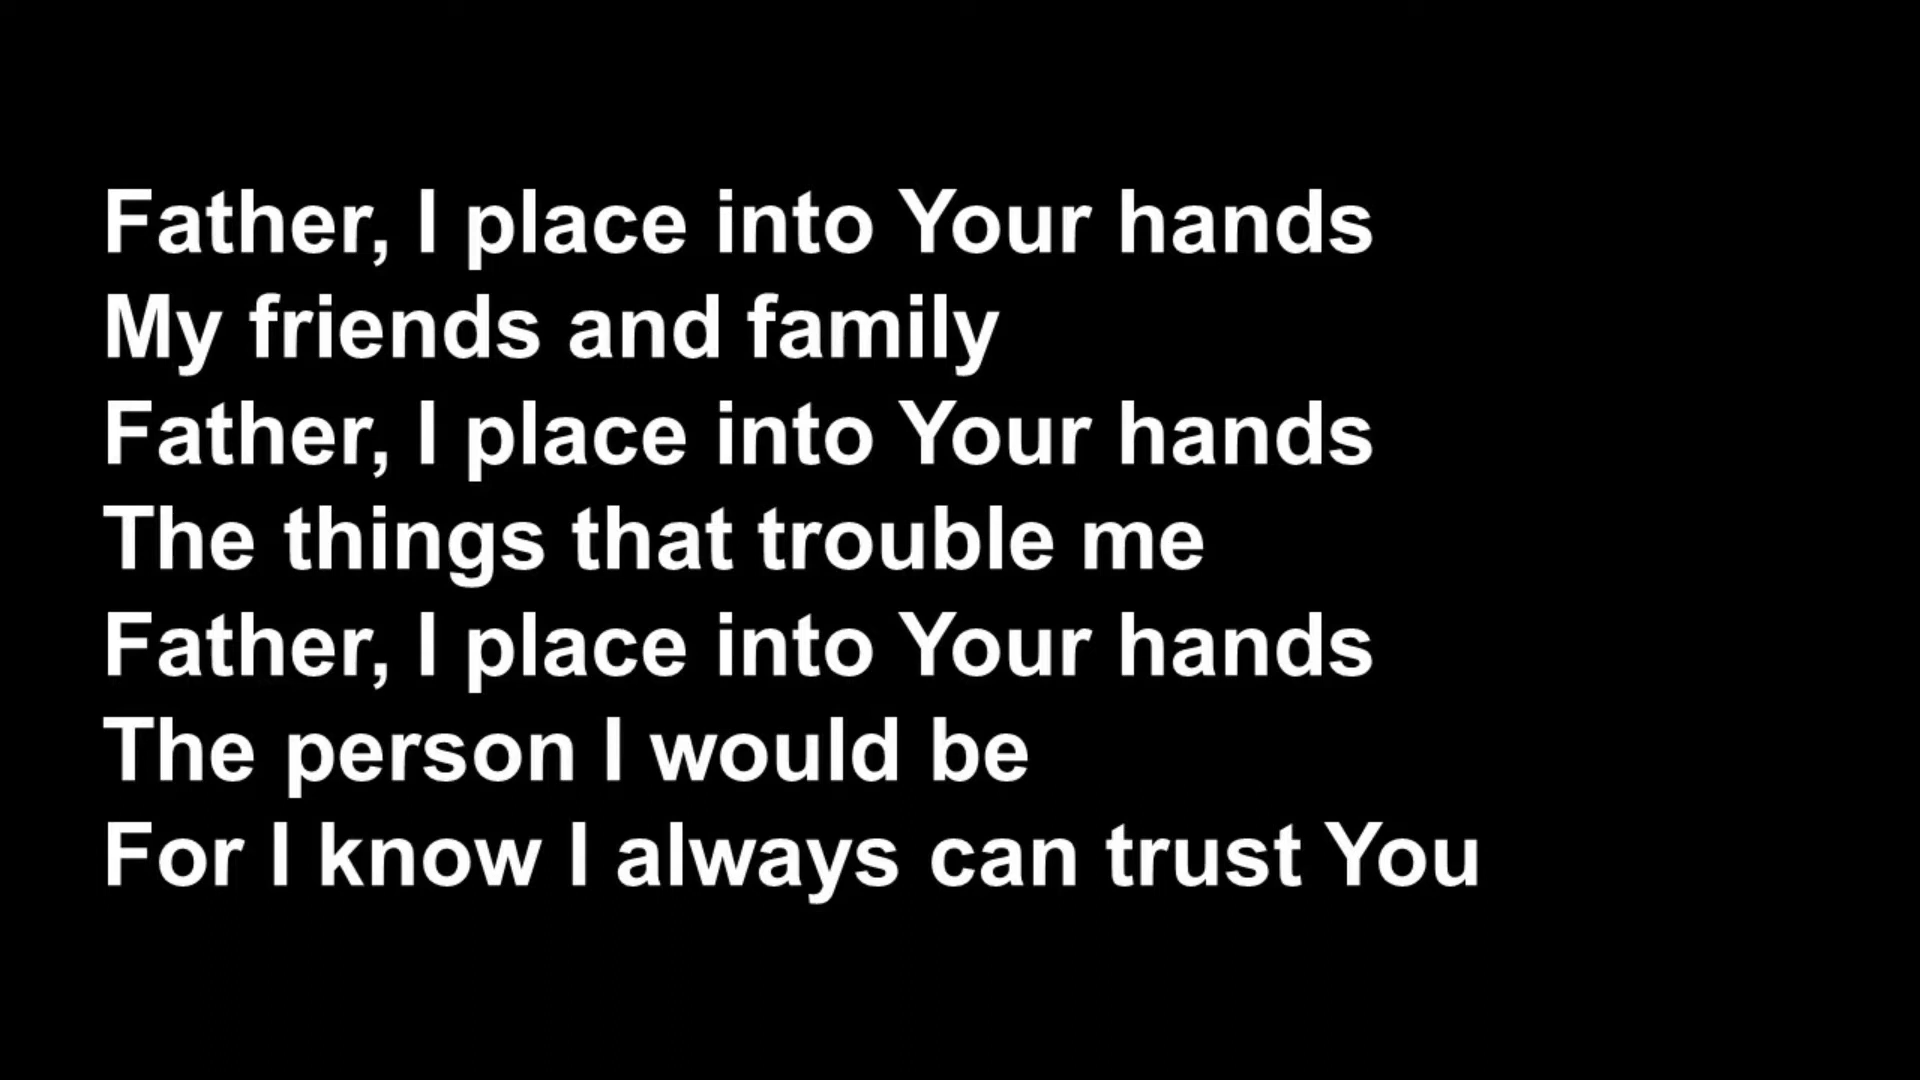 Father, I place into Your hands
My friends and family
Father, I place into Your hands
The things that trouble me
Father, I place into Your hands
The person I would be
For I know I always can trust You